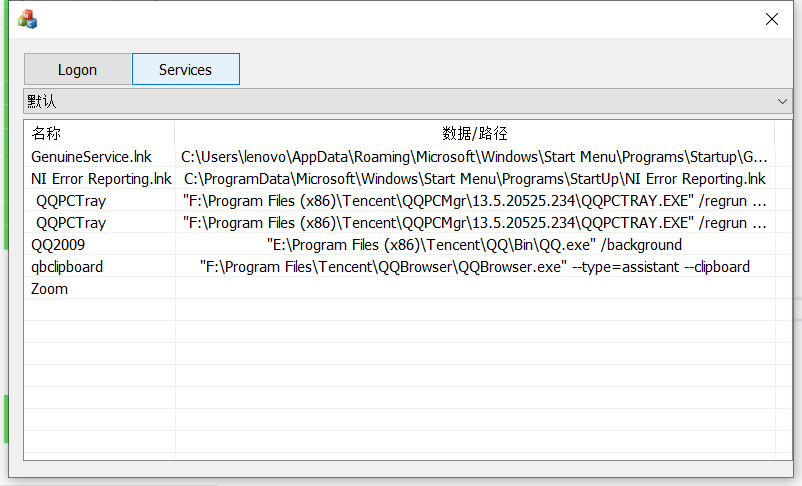 Logon Services
默认
名称 数据/路径
GenuineService.lnk C:\Users\lenovo\AppData\Roaming\Microsoft\Windows\Start Menu\Programs\Startup\G...
NI Error Reporting.lnk C:\ProgramData\Microsoft\Windows\Start Menu\Programs\StartUp\NI Error Reporting.lnk
QQPCTray "F:\Program Files (x86)\Tencent\QQPCMgr\13.5.20525.234\QQPCTRAY.EXE" /regrun ...
QQPCTray "F:\Program Files (x86)\Tencent\QQPCMgr\13.5.20525.234\QQPCTRAY.EXE" /regrun ...
QQ2009 "E:\Program Files (x86)\Tencent\QQ\Bin\QQ.exe" /background
qbclipboard "F:\Program Files\Tencent\QQBrowser\QQBrowser.exe" --type=assistant --clipboard
Zoom